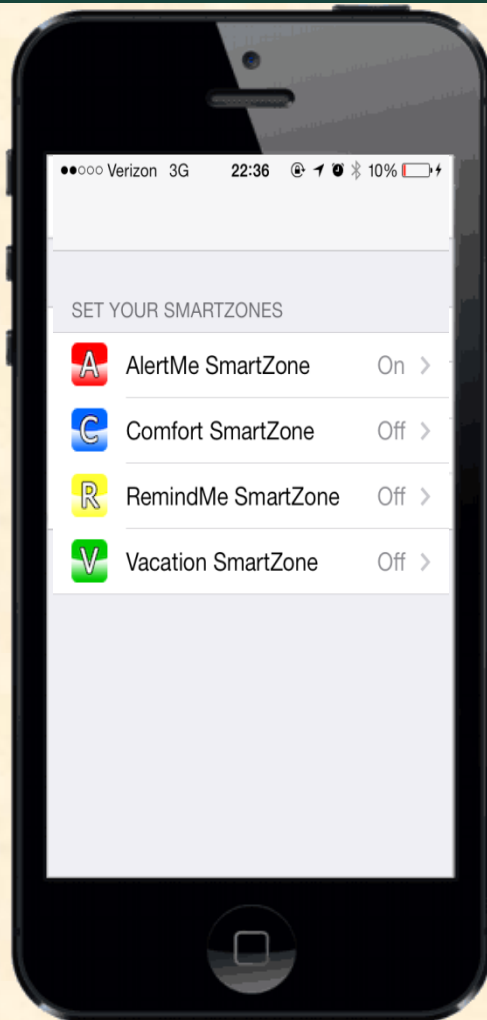 Verizon 3G 22:36 10%
SET YOUR SMARTZONES
A AlertMe SmartZone On
C Comfort SmartZone Off
R RemindMe SmartZone Off
V Vacation SmartZone Off